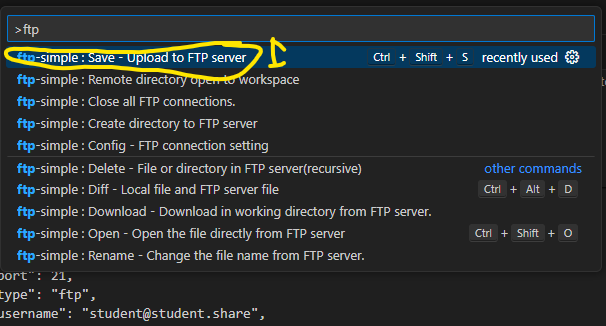 >ftp
ftp-simple : Save - Upload to FTP server Ctrl + Shift + S recently used
ftp-simple : Remote directory open to workspace
ftp-simple : Close all FTP connections.
ftp-simple : Create directory to FTP server
ftp-simple : Config - FTP connection setting
ftp-simple : Delete - File or directory in FTP server(recursive) other commands
ftp-simple : Diff - Local file and FTP server file Ctrl + Alt + D
ftp-simple : Download - Download in working directory from FTP server.
ftp-simple : Open - Open the file directly from FTP server Ctrl + Shift + O
ftp-simple : Rename - Change the file name from FTP server.
port": 21,
type": "ftp",
username": "student@student.share",